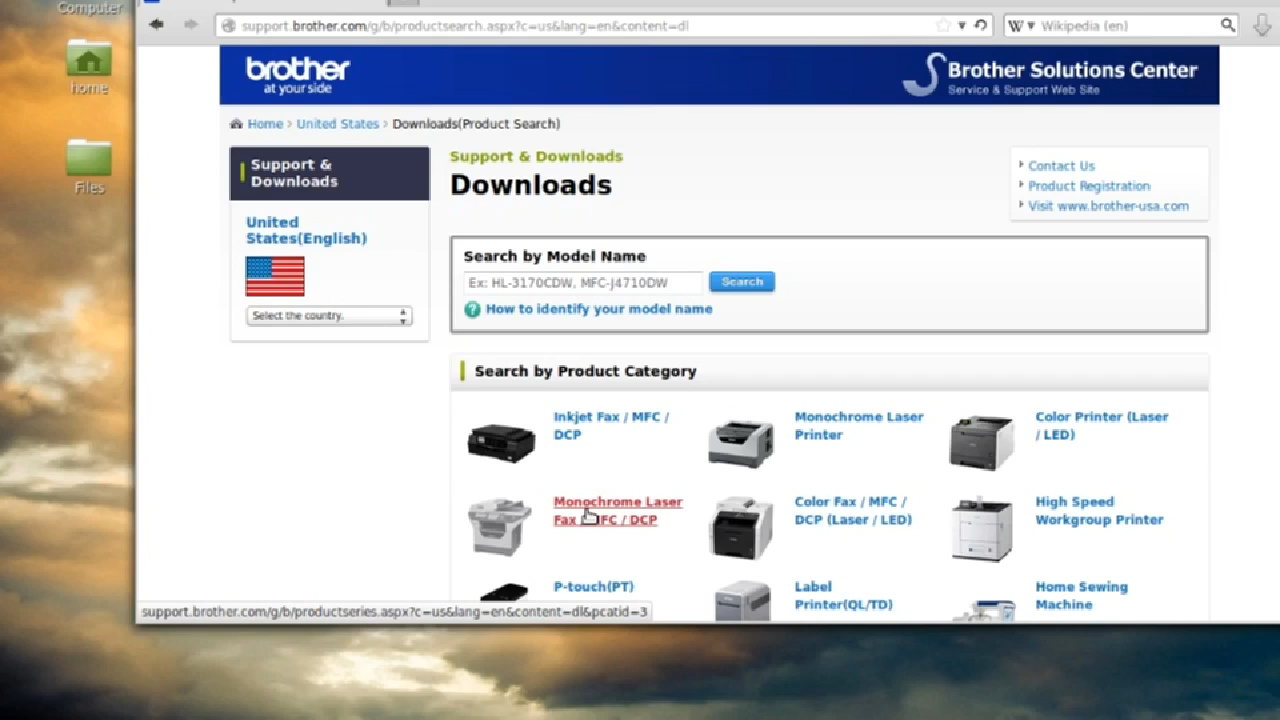 Computer
home
Files
support.brother.com/g/b/productsearch.aspx?c=us&lang=en&content=dl
W
Wikipedia (en)
brother
at your side
Brother Solutions Center
Service & Support Web Site
Home › United States › Downloads(Product Search)
Support &
Downloads
United
States(English)
Select the country.
Support & Downloads
Downloads
Contact Us
Product Registration
Visit www.brother-usa.com
Search by Model Name
Ex: HL-3170CDW, MFC-J4710DW
Search
? How to identify your model name
Search by Product Category
Inkjet Fax / MFC /
DCP
Monochrome Laser
Printer
Color Printer (Laser
/ LED)
Monochrome Laser
Fax / MFC / DCP
Color Fax / MFC /
DCP (Laser / LED)
High Speed
Workgroup Printer
P-touch(PT)
Label
Printer(QL/TD)
Home Sewing
Machine
support.brother.com/g/b/productseries.aspx?c=us&lang=en&content=dl&pcatid=3